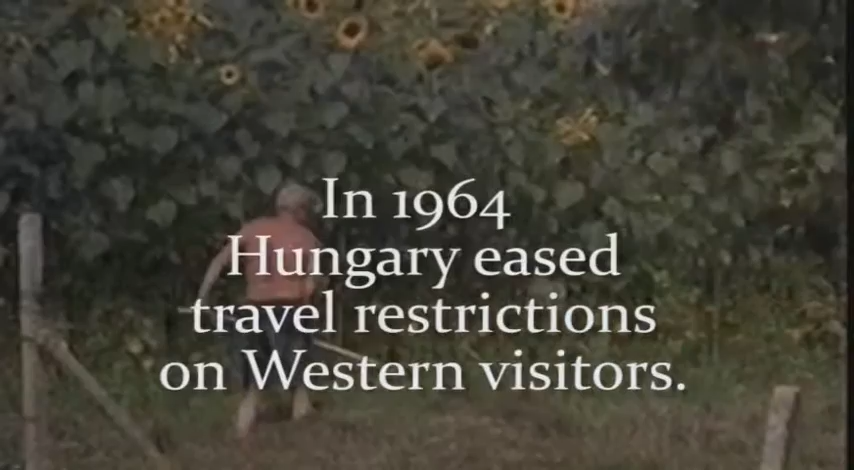 In 1964
Hungary eased
travel restrictions
on Western visitors.